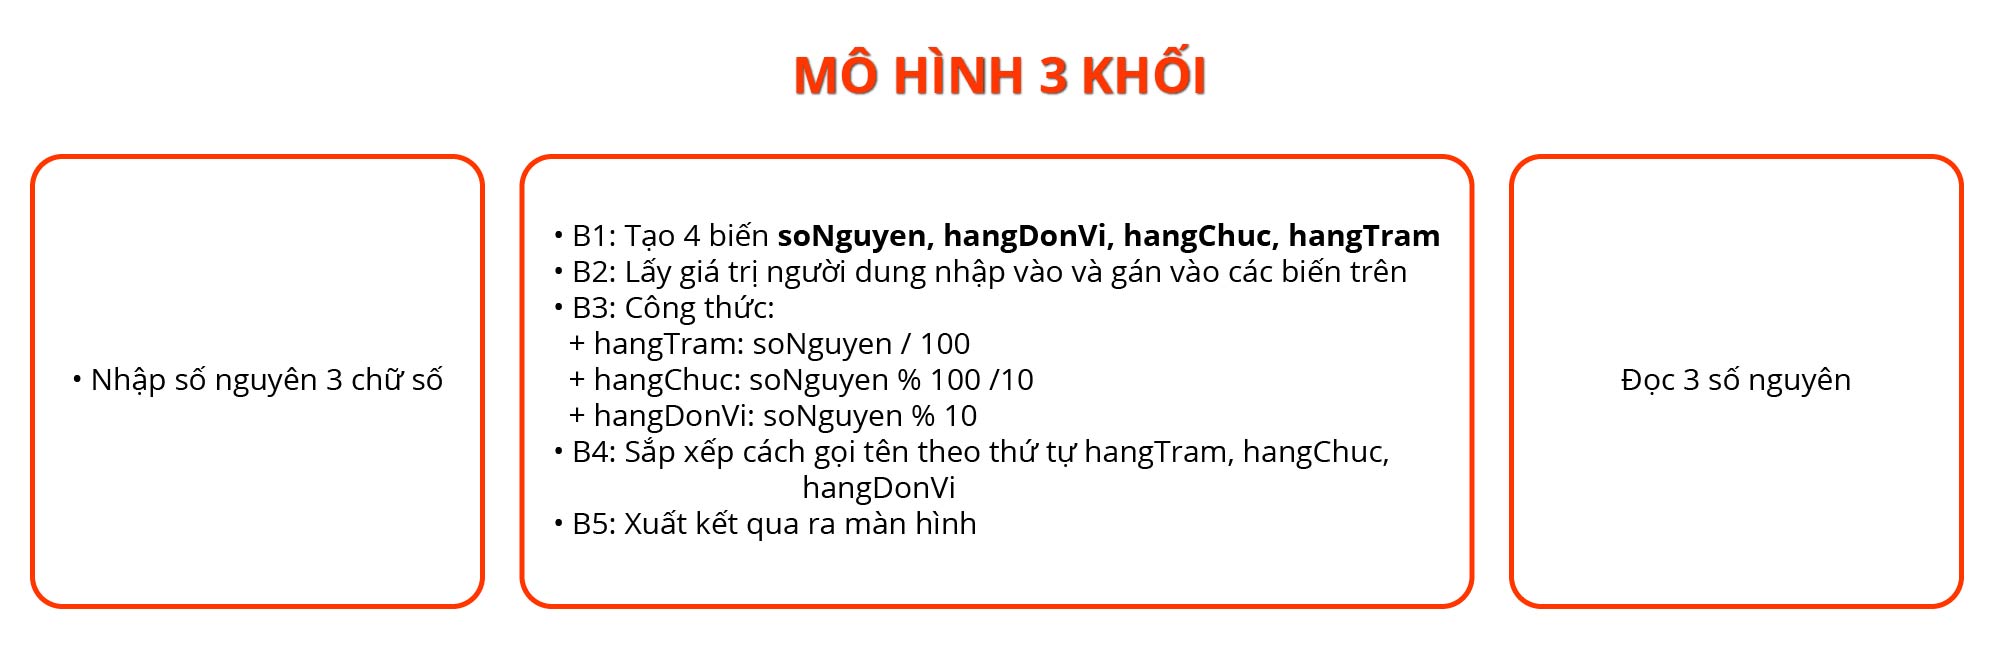 MÔ HÌNH 3 KHỐI
• Nhập số nguyên 3 chữ số
• B1: Tạo 4 biến soNguyen, hangDonVi, hangChuc, hangTram
• B2: Lấy giá trị người dung nhập vào và gán vào các biến trên
• B3: Công thức:
+ hangTram: soNguyen / 100
+ hangChuc: soNguyen % 100 /10
+ hangDonVi: soNguyen % 10
• B4: Sắp xếp cách gọi tên theo thứ tự hangTram, hangChuc,
hangDonVi
• B5: Xuất kết qua ra màn hình
Đọc 3 số nguyên